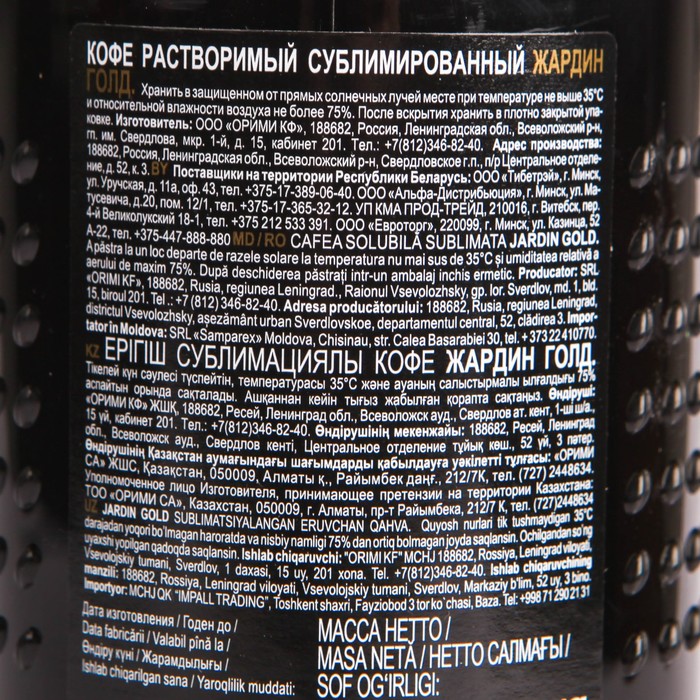 КОФЕ РАСТВОРИМЫЙ СУБЛИМИРОВАННЫЙ ЖАРДИН
ГОЛД. Хранить в защищенном от прямых солнечных лучей месте при температуре не выше 35°С
и относительной влажности воздуха не более 75%. После вскрытия хранить в плотно закрытой упа-
ковке. Изготовитель: ООО «ОРИМИ КФ», 188682, Россия, Ленинградская обл., Всеволожский р-н,
гп. им. Свердлова, мкр. 1-й, д. 15, кабинет 201. Тел.: +7(812)346-82-40. Адрес производства:
188682, Россия, Ленинградская обл., Всеволожский р-н, Свердловское г.п., п/р Центральное отделе-
ние, д. 52, к. 3. BY Поставщики на территории Республики Беларусь: ООО «Тибетрэй», г. Минск,
ул. Уручская, д. 11а, оф. 43, тел. +375-17-389-06-40. ООО «Альфа-Дистрибьюция», г. Минск, ул. Ма-
тусевича, д.20, пом. 12/1, тел. +375-17-365-32-12. УП КМА ПРОД-ТРЕЙД, 210016, г. Витебск, пер.
4-й Великолукский 18-1, тел. +375 212 533 391. ООО «Евроторг», 220099, г. Минск, ул. Казинца, 52
А-22, тел. +375-447-888-880 MD / RO CAFEA SOLUBILĂ SUBLIMATA JARDIN GOLD.
A păstra la un loc departe de razele solare la temperatura nu mai sus de 35°C și umiditatea relativă a
aerului de maxim 75%. După deschiderea păstrați intr-un ambalaj inchis ermetic. Producator: SRL
«ORIMI KF», 188682, Rusia, regiunea Leningrad., Raionul Vsevolozhsky, gp. lor. Sverdlov, md. 1, bld.
15, biroul 201. Tel .: +7 (812) 346-82-40. Adresa producătorului: 188682, Rusia, regiunea Leningrad,
districtul Vsevolozhsky, așezământ urban Sverdlovskoe, departamentul central, 52, clădirea 3. Impor-
tator în Moldova: SRL «Samparex» Moldova, Chisinau, str. Calea Basarabiei 30, tel. +373 22 410770.
KZ ЕРІГІШ СУБЛИМАЦИЯЛЫ КОФЕ ЖАРДИН ГОЛД.
Тікелей күн сәулесі түспейтін, температурасы 35°С және ауаның салыстырмалы ылғалдығы 75%
аспайтын орында сақталады. Ашқаннан кейін тығыз жабылған қорапта сақтаңыз. Өндіруші:
«ОРИМИ КФ» ЖШҚ, 188682, Ресей, Ленинград обл., Всеволожск ауд., Свердлов ат. кент, 1-ші ш/а.,
15 үй, кабинет 201. Тел.: +7(812)346-82-40. Өндірушінің мекенжайы: 188682, Ресей, Ленинград
обл., Всеволожск ауд., Свердлов кенті, Центральное отделение тұйық көш., 52 үй, 3 пәтер.
Өндірушінің Қазақстан аумағындағы шағымдарды қабылдауға уәкілетті тұлғасы: «ОРИМИ
СА» ЖШС, Қазақстан, 050009, Алматы қ., Райымбек даңғ., 212/7К, тел. (727) 2448634.
Уполномоченное лицо Изготовителя, принимающее претензии на территории Казахстана:
ТОО «ОРИМИ СА», Казахстан, 050009, г. Алматы, пр-т Райымбека, 212/7 К, тел. (727)2448634
UZ JARDIN GOLD SUBLIMATSIYALANGAN ERUVCHAN QAHVA. Quyosh nurlari tik tushmaydigan 35°C
darajadan yoqori bo'lmagan haroratda va nisbiy namligi 75% dan ortiq bolmagan joyda saqlansin. Ochilgandan so'ng
uyaxshi yopilgan qadoqda saqlansin. Ishlab chiqaruvchi: "ORIMI KF" MCHJ 188682, Rossiya, Leningrad viloyati,
Vsevolojskiy tumani, Sverdlov, 1 daxasi, 15 uy, 201 xona. Tel. +7(812)346-82-40. Ishlab chiqaruvchining
manzili: 188682, Rossiya, Leningrad viloyati, Vsevolojskiy tumani, Sverdlov, Markaziy b'lim, 52 uy, 3 bino.
Importyor: MCHJ QK "IMPALL TRADING", Toshkent shaxri, Fayziobod 3 tor ko`chasi, Baza. Tel: +998 71 290 21 31
Дата изготовления / Годен до /
Data fabricării / Valabil pînă la /
Өндіру күні / Жарамдылығы /
Ishlab chiqarilgan sana / Yaroqlilik muddati:
МАССА НЕТТО /
MASA NETĂ / НЕТТО САЛМАҒЫ /
SOF OG'IRLIGI: